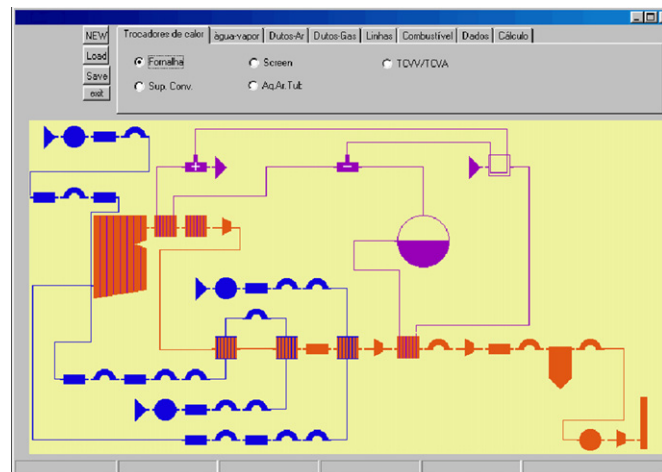 NEW
Load
Save
exit
Trocadores de calor água-vapor Dutos-Ar Dutos-Gas Linhas Combustível Dados Cálculo
Fornalha Screen TCVV/TCVA
Sup. Conv. Aq.Ar.Tub